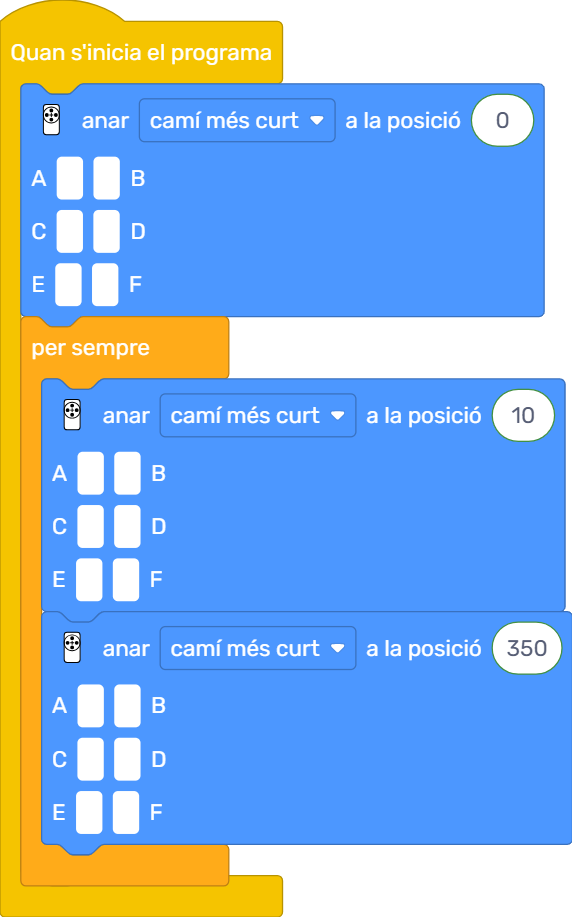 Quan s'inicia el programa
anar camí més curt a la posició 0
A B
C D
E F
per sempre
anar camí més curt a la posició 10
A B
C D
E F
anar camí més curt a la posició 350
A B
C D
E F